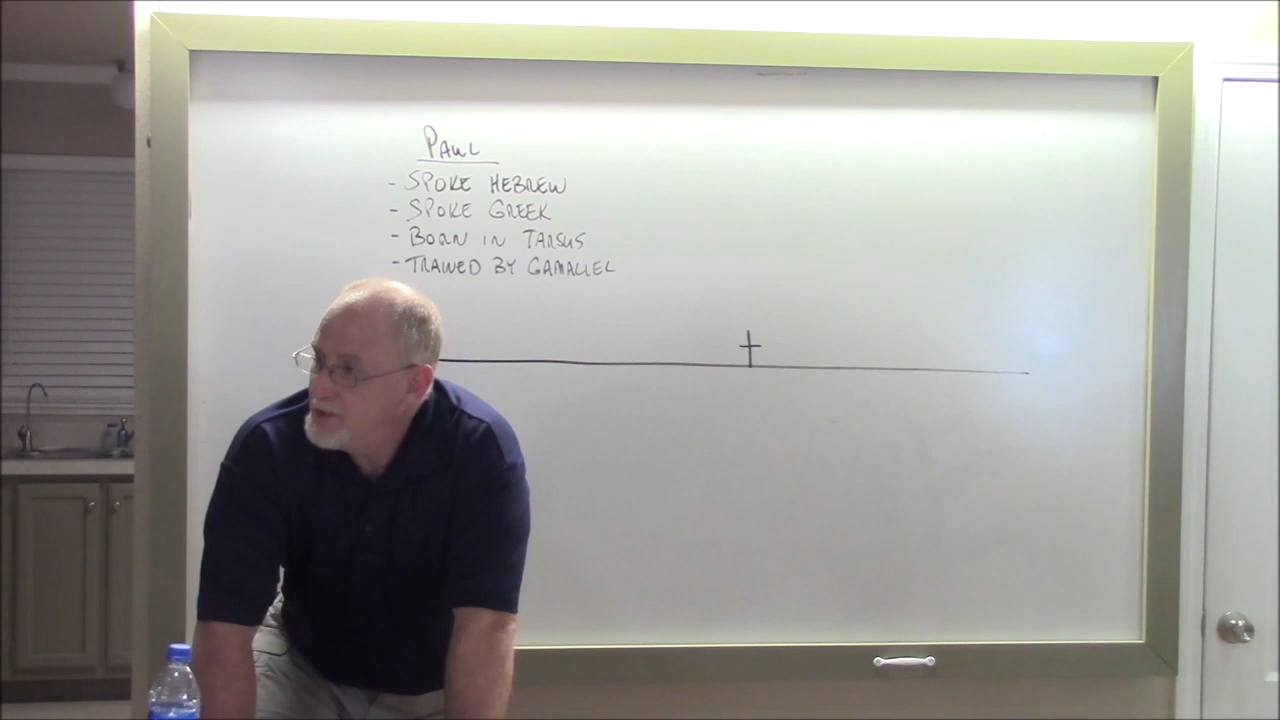 PAUL
- SPOKE HEBREW
- SPOKE GREEK
- BORN IN TARSUS
- TRAINED BY GAMALIEL